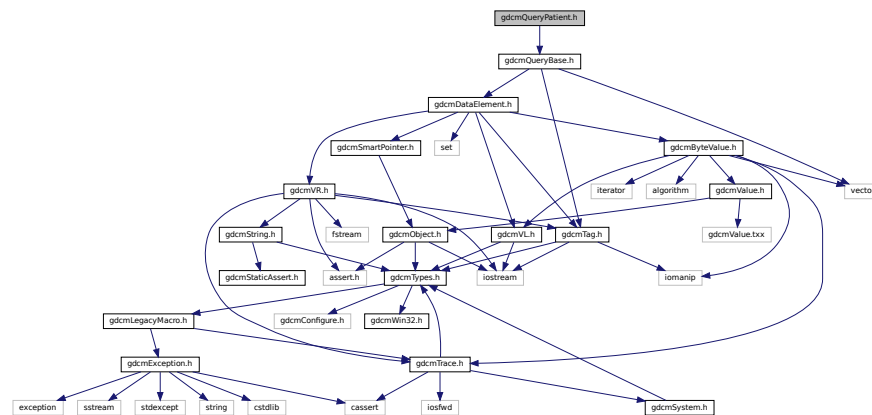 gdcmQueryPatient.h
gdcmQueryBase.h
gdcmDataElement.h
gdcmSmartPointer.h
set
gdcmByteValue.h
gdcmVR.h
iterator
algorithm
gdcmValue.h
vector
gdcmString.h
fstream
gdcmObject.h
gdcmVL.h
gdcmTag.h
gdcmValue.txx
gdcmStaticAssert.h
assert.h
gdcmTypes.h
iostream
iomanip
gdcmLegacyMacro.h
gdcmConfigure.h
gdcmWin32.h
gdcmException.h
gdcmTrace.h
exception
sstream
stdexcept
string
cstdlib
cassert
iosfwd
gdcmSystem.h